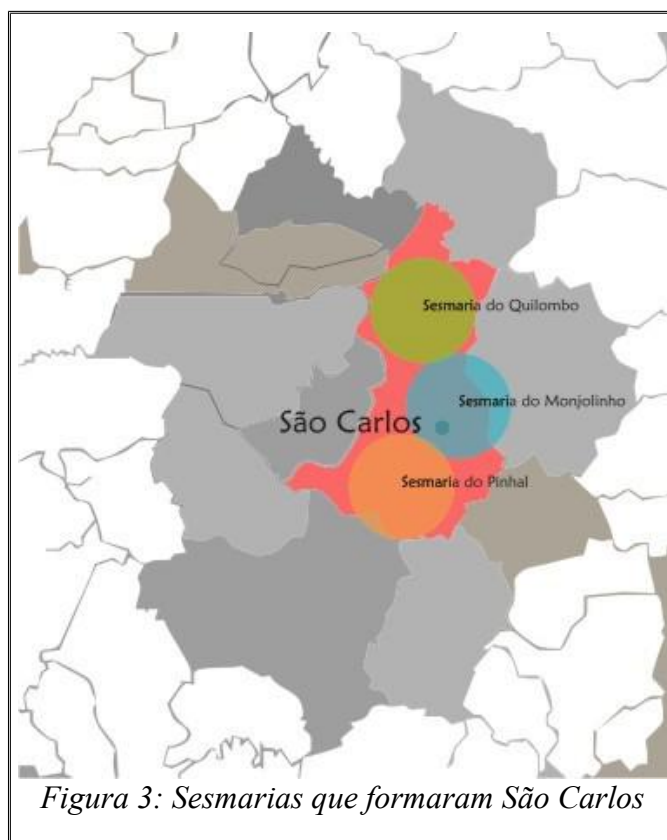 Sesmaria do Quilombo
Sesmaria do Monjolinho
São Carlos
Sesmaria do Pinhal
Figura 3: Sesmarias que formaram São Carlos